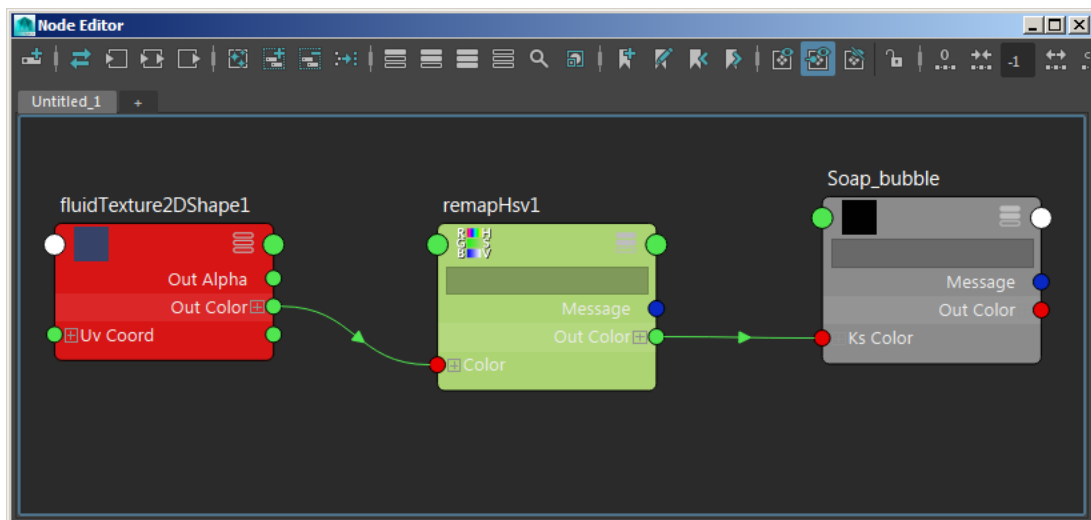 Node Editor
0
-1
Untitled_1 +
fluidTexture2DShape1
Out Alpha
Out Color
Uv Coord
remapHsv1
R H
G S
B V
Message
Out Color
Color
Soap_bubble
Message
Out Color
Ks Color